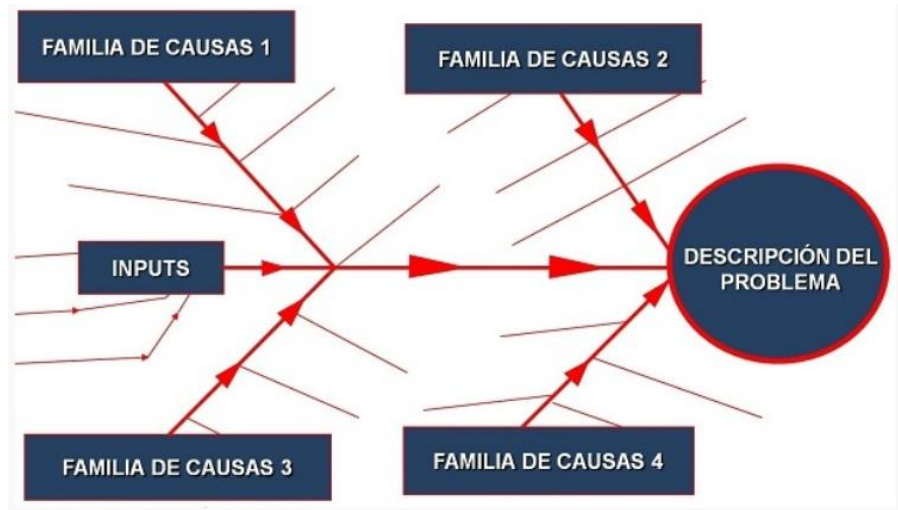 FAMILIA DE CAUSAS 1
FAMILIA DE CAUSAS 2
INPUTS
DESCRIPCIÓN DEL
PROBLEMA
FAMILIA DE CAUSAS 3
FAMILIA DE CAUSAS 4